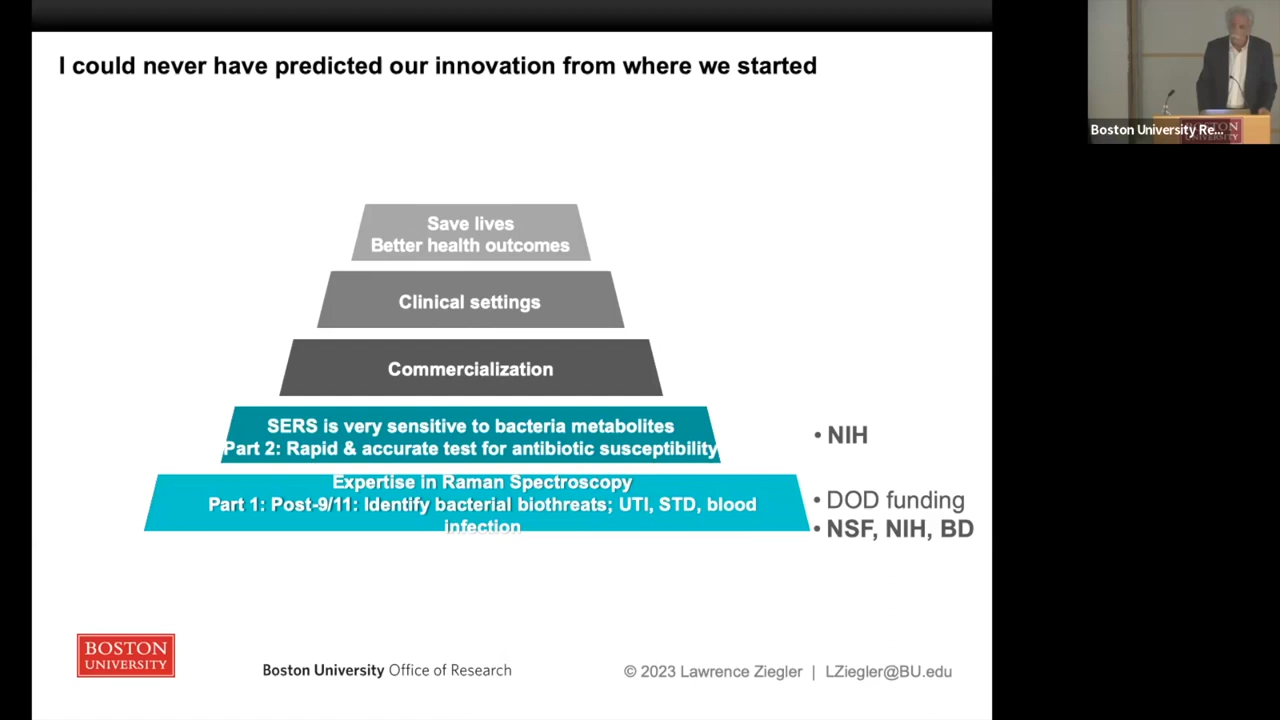 I could never have predicted our innovation from where we started
Boston University Re...
BOSTON
UNIVERSITY
Save lives
Better health outcomes
Clinical settings
Commercialization
SERS is very sensitive to bacteria metabolites
Part 2: Rapid & accurate test for antibiotic susceptibility
• NIH
Expertise in Raman Spectroscopy
Part 1: Post-9/11: Identify bacterial biothreats; UTI, STD, blood
infection
• DOD funding
• NSF, NIH, BD
BOSTON
UNIVERSITY
Boston University Office of Research
© 2023 Lawrence Ziegler | LZiegler@BU.edu